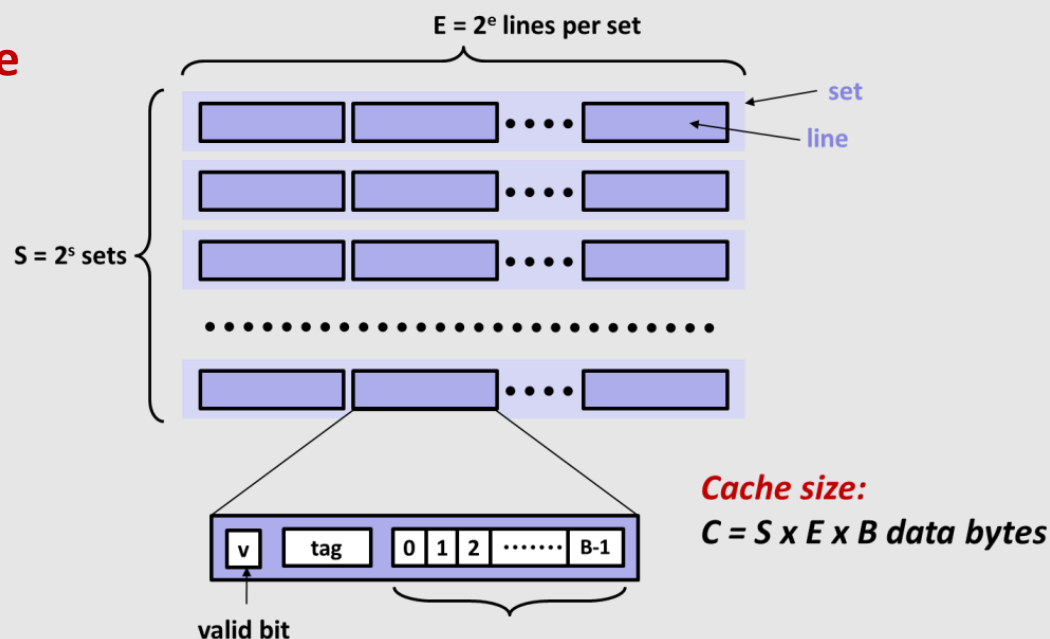 E = 2ᵉ lines per set
e
set
line
S = 2ˢ sets
v tag 0 1 2 ······· B-1
valid bit
Cache size:
C = S x E x B data bytes